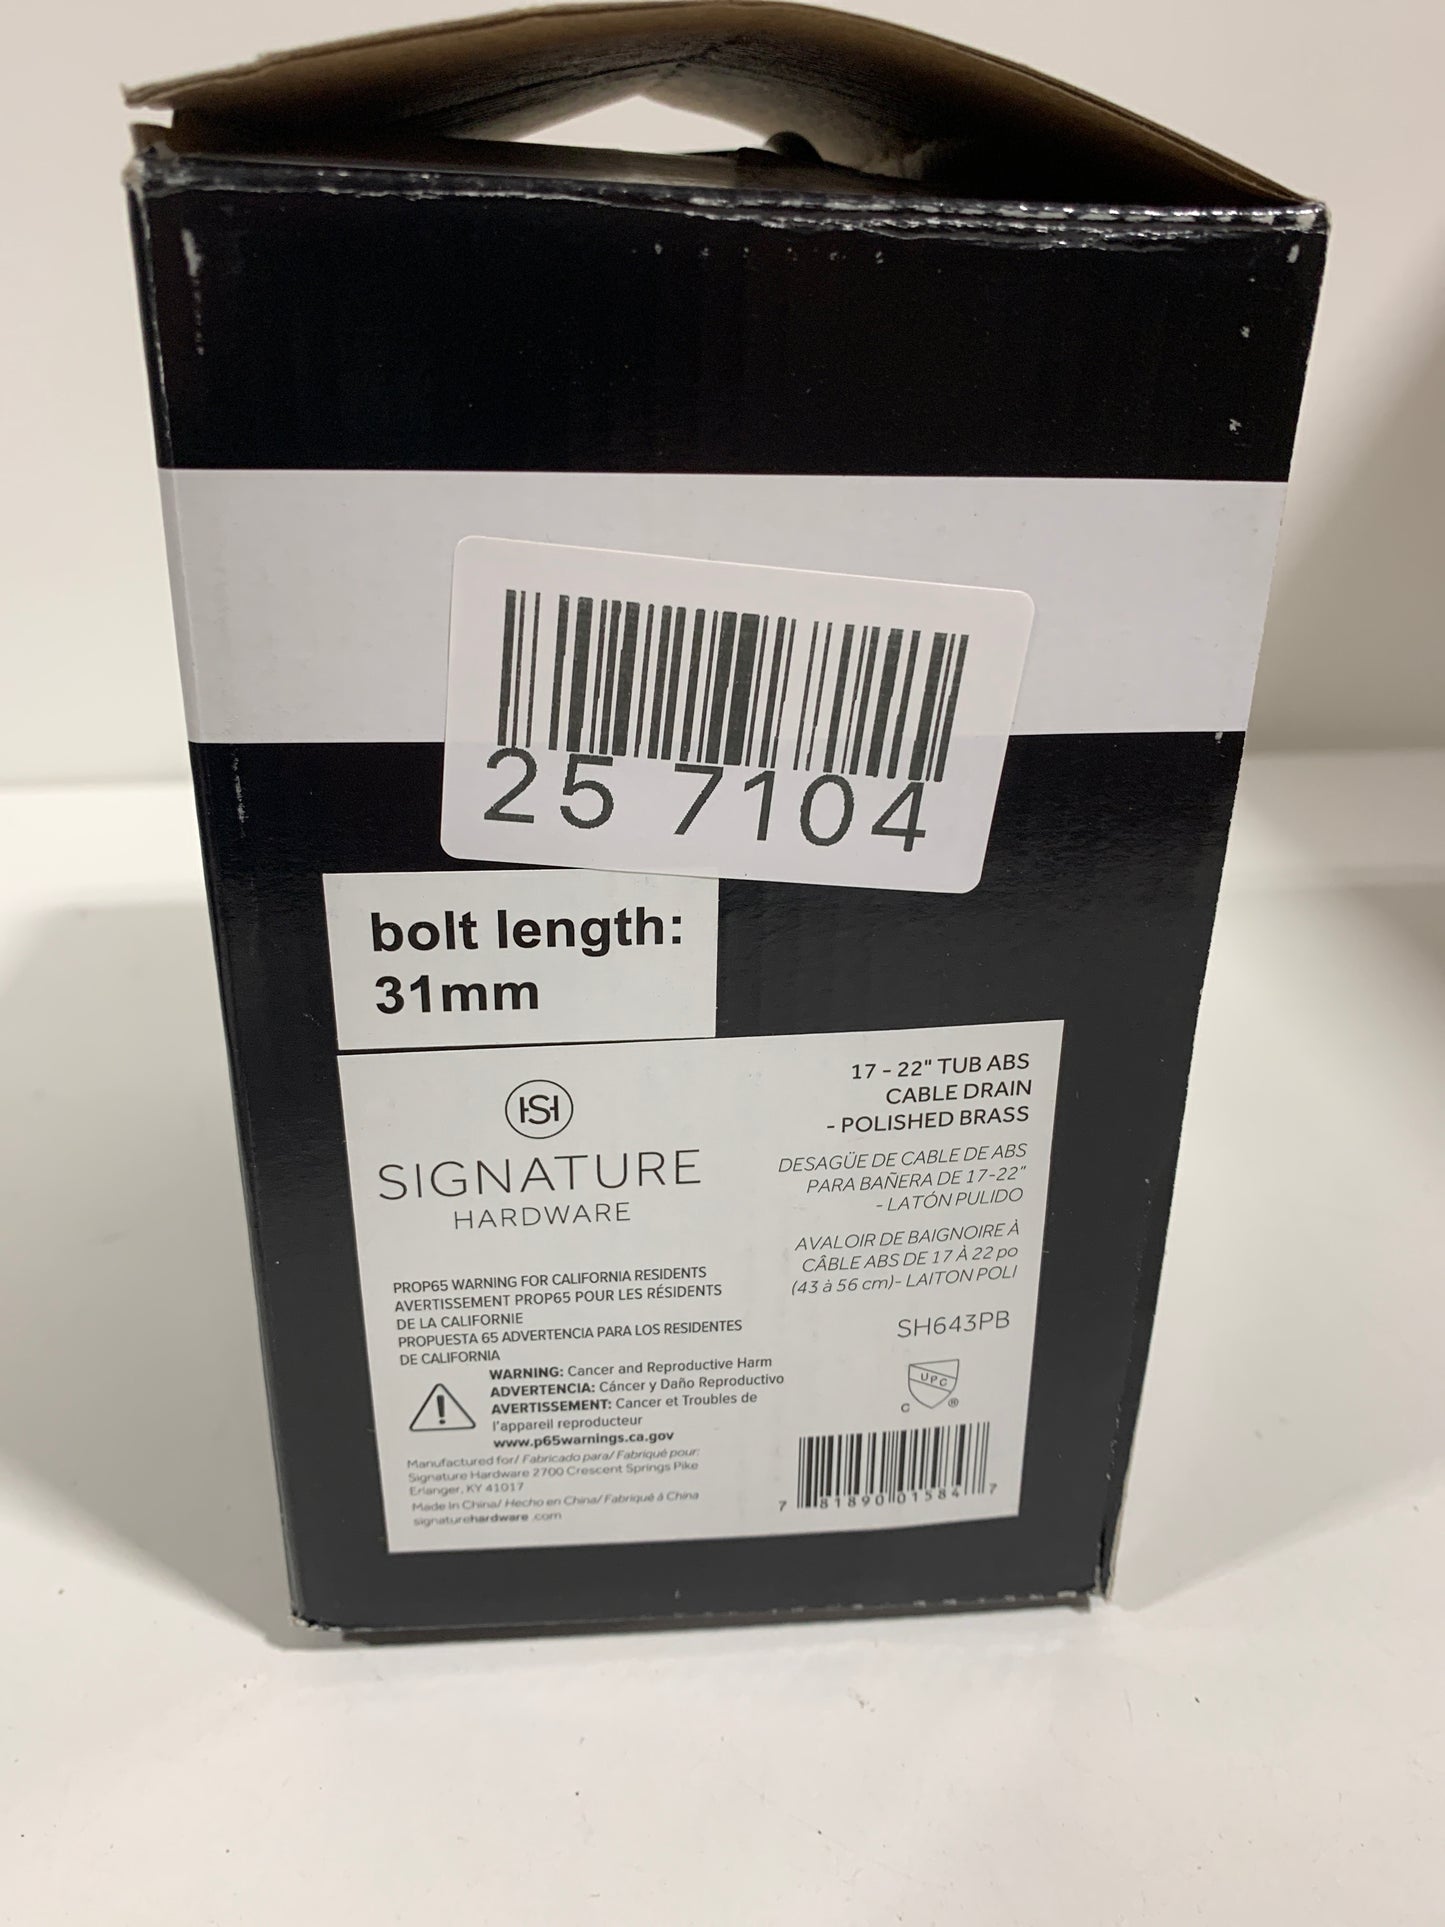 25 7104
bolt length:
31mm
HS
SIGNATURE
HARDWARE
17 - 22" TUB ABS
CABLE DRAIN
- POLISHED BRASS
DESAGÜE DE CABLE DE ABS
PARA BAÑERA DE 17-22"
- LATÓN PULIDO
AVALOIR DE BAIGNOIRE À
CÂBLE ABS DE 17 À 22 po
(43 à 56 cm)- LAITON POLI
SH643PB
UPC
C ®
7 81890 01584 7
PROP65 WARNING FOR CALIFORNIA RESIDENTS
AVERTISSEMENT PROP65 POUR LES RÉSIDENTS
DE LA CALIFORNIE
PROPUESTA 65 ADVERTENCIA PARA LOS RESIDENTES
DE CALIFORNIA
WARNING: Cancer and Reproductive Harm
ADVERTENCIA: Cáncer y Daño Reproductivo
AVERTISSEMENT: Cancer et Troubles de
l'appareil reproducteur
www.p65warnings.ca.gov
Manufactured for/ Fabricado para/ Fabriqué pour:
Signature Hardware 2700 Crescent Springs Pike
Erlanger, KY 41017
Made In China/ Hecho en China/ Fabriqué à China
signaturehardware .com